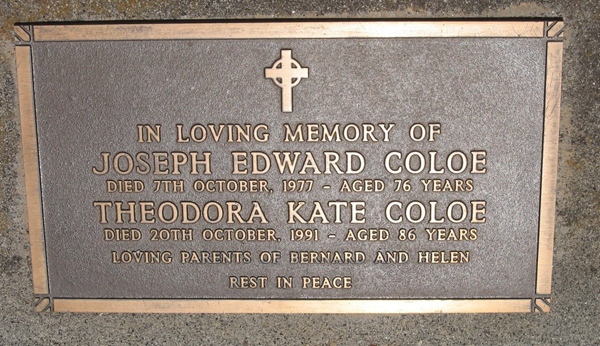 IN LOVING MEMORY OF
JOSEPH EDWARD COLOE
DIED 7TH OCTOBER, 1977 - AGED 76 YEARS
THEODORA KATE COLOE
DIED 20TH OCTOBER, 1991 - AGED 86 YEARS
LOVING PARENTS OF BERNARD AND HELEN
REST IN PEACE